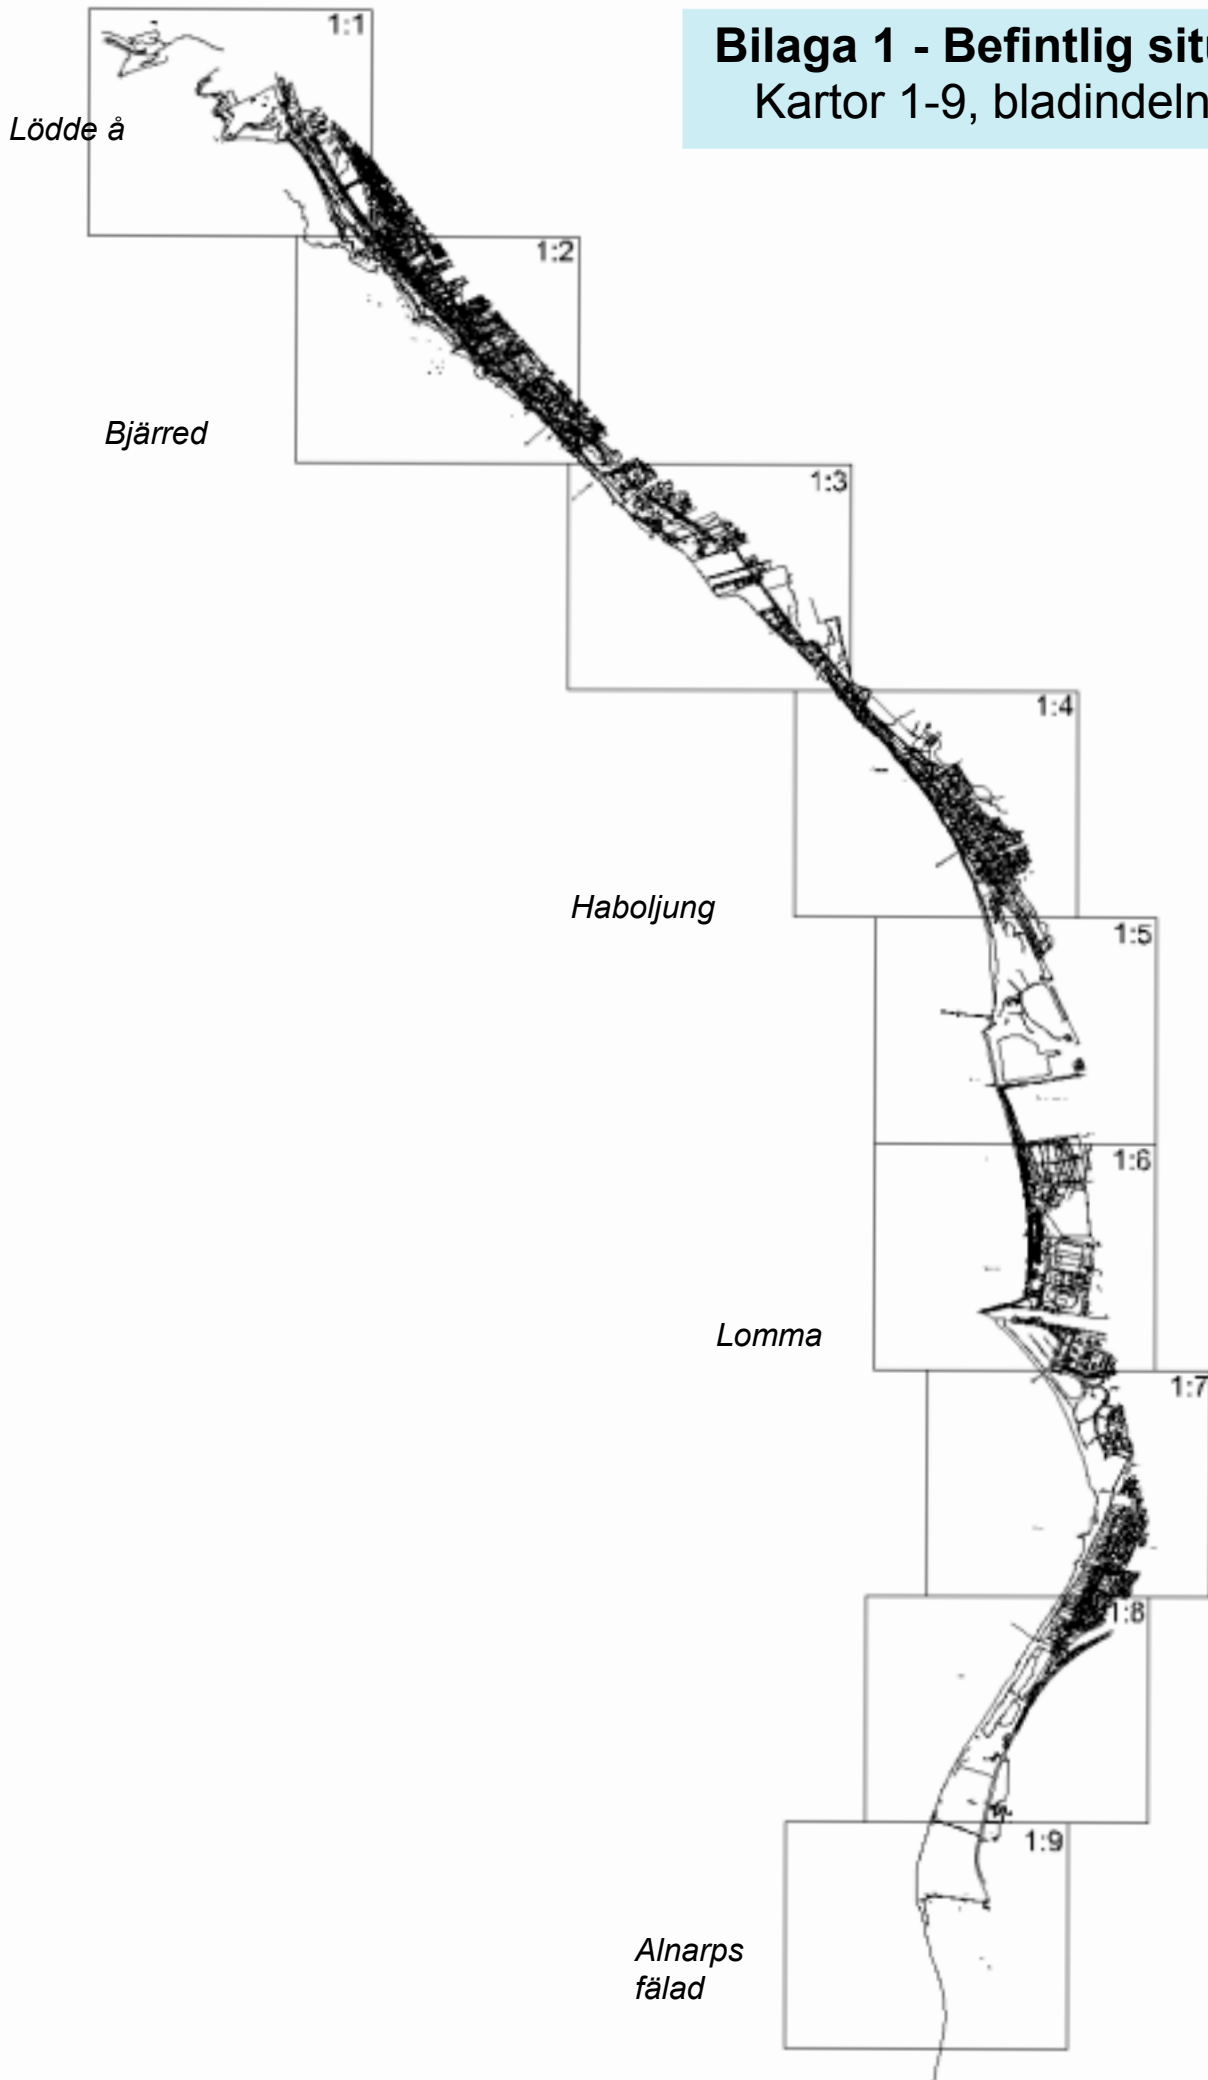 1:1
Bilaga 1 - Befintlig situ
Kartor 1-9, bladindeln
Lödde å
1:2
Bjärred
1:3
1:4
Haboljung
1:5
1:6
Lomma
1:7
1:8
1:9
Alnarps
fälad